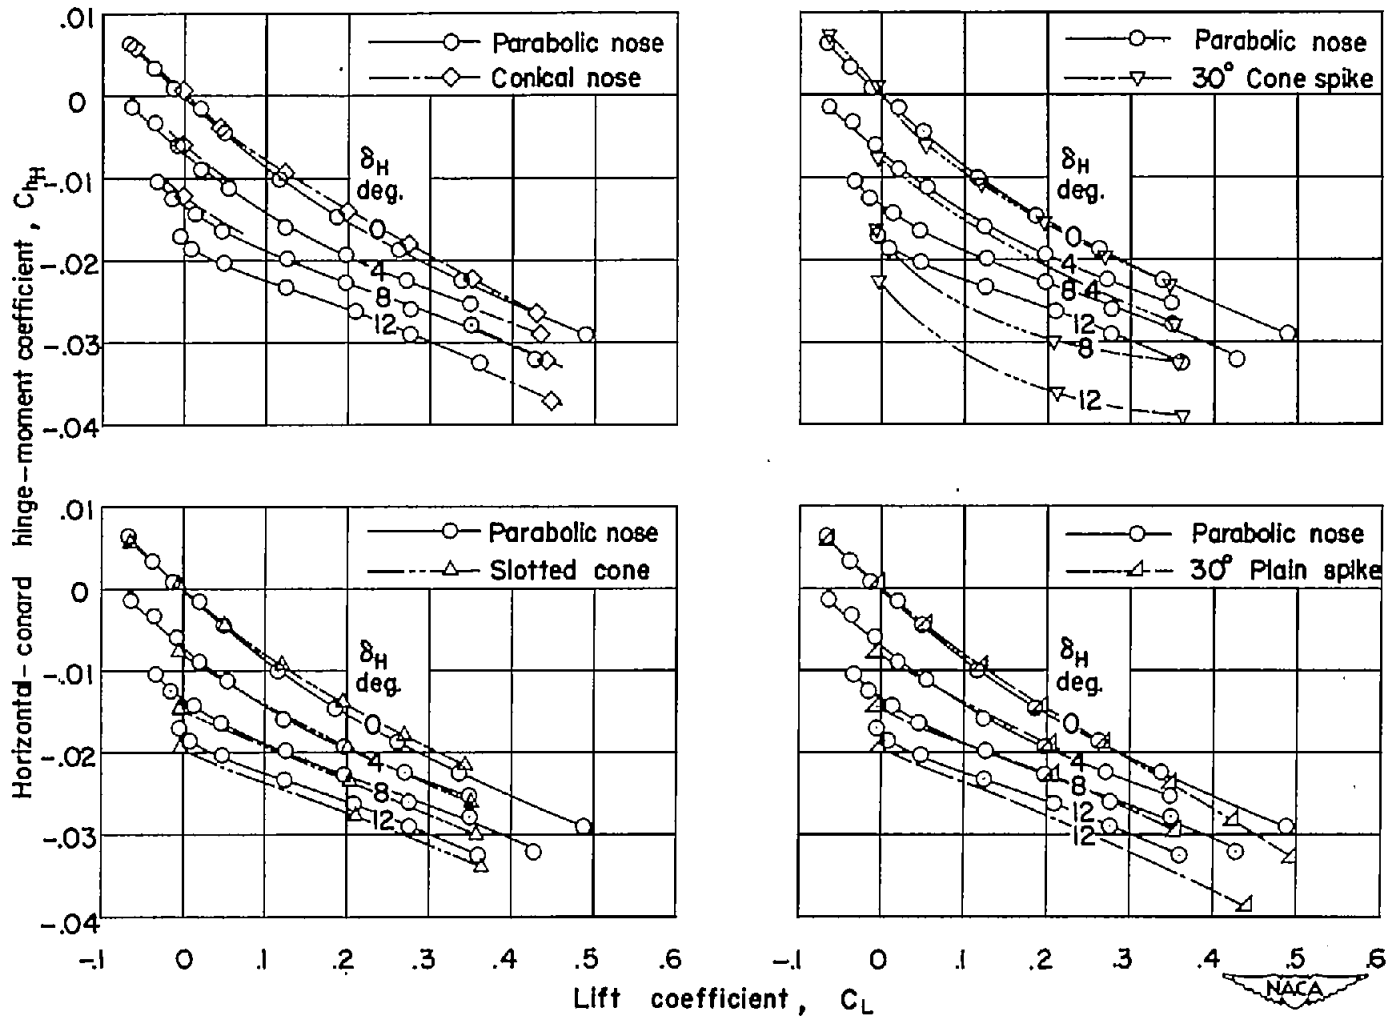 Horizontal-canard hinge-moment coefficient, ChH
.01
0
-.01
-.02
-.03
-.04
Parabolic nose
Conical nose
δH
deg.
0
4
8
12
Parabolic nose
30° Cone spike
δH
deg.
0
4
8 4
12
8
12
.01
0
-.01
-.02
-.03
-.04
Parabolic nose
Slotted cone
δH
deg.
0
4
8
12
Parabolic nose
30° Plain spike
δH
deg.
0
4
8
12
12
-.1 0 .1 .2 .3 .4 .5 .6
-.1 0 .1 .2 .3 .4 .5 .6
Lift coefficient, CL
NACA